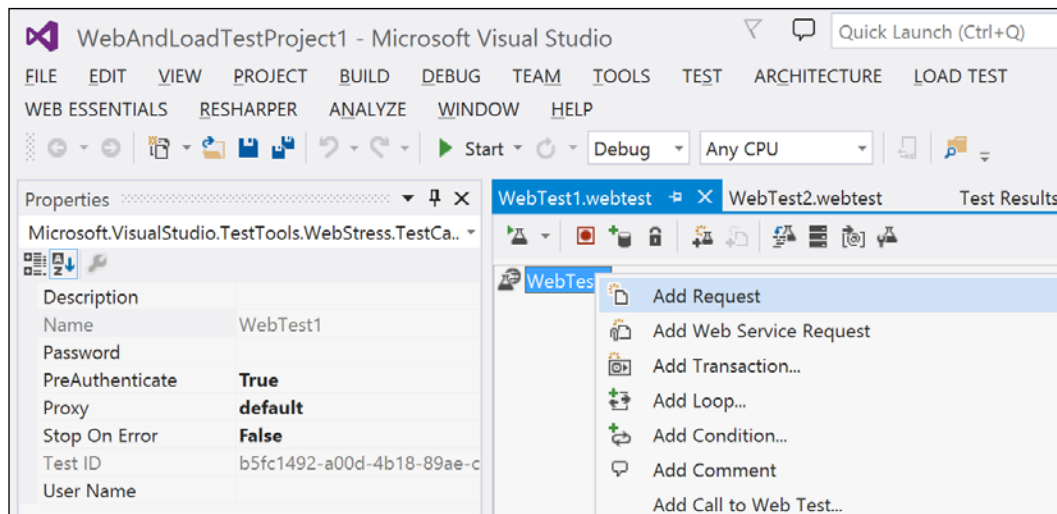 WebAndLoadTestProject1 - Microsoft Visual Studio
Quick Launch (Ctrl+Q)
FILE EDIT VIEW PROJECT BUILD DEBUG TEAM TOOLS TEST ARCHITECTURE LOAD TEST
WEB ESSENTIALS RESHARPER ANALYZE WINDOW HELP
Start Debug Any CPU
Properties
WebTest1.webtest WebTest2.webtest Test Results
Microsoft.VisualStudio.TestTools.WebStress.TestCa..
WebTes
Description
Name WebTest1
Password
PreAuthenticate True
Proxy default
Stop On Error False
Test ID b5fc1492-a00d-4b18-89ae-c
User Name
Add Request
Add Web Service Request
Add Transaction...
Add Loop...
Add Condition...
Add Comment
Add Call to Web Test...